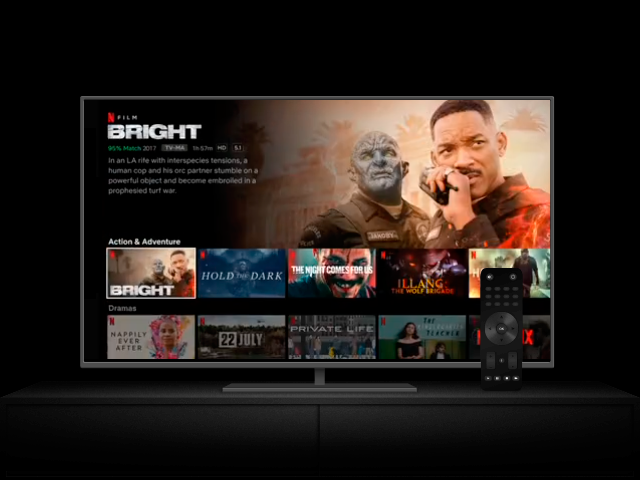 N FILM
BRIGHT
95% Match 2017 TV-MA 1h 57m HD 5.1
In an LA rife with interspecies tensions, a
human cop and his orc partner stumble on a
powerful object and become embroiled in a
prophesied turf war.
Action & Adventure
BRIGHT
HOLD THE DARK
THE NIGHT COMES FOR US
ILLANG:
THE WOLF BRIGADE
Dramas
NAPPILY
EVER
AFTER
22 JULY
PRIVATE LIFE
THE KINDERGARTEN
TEACHER